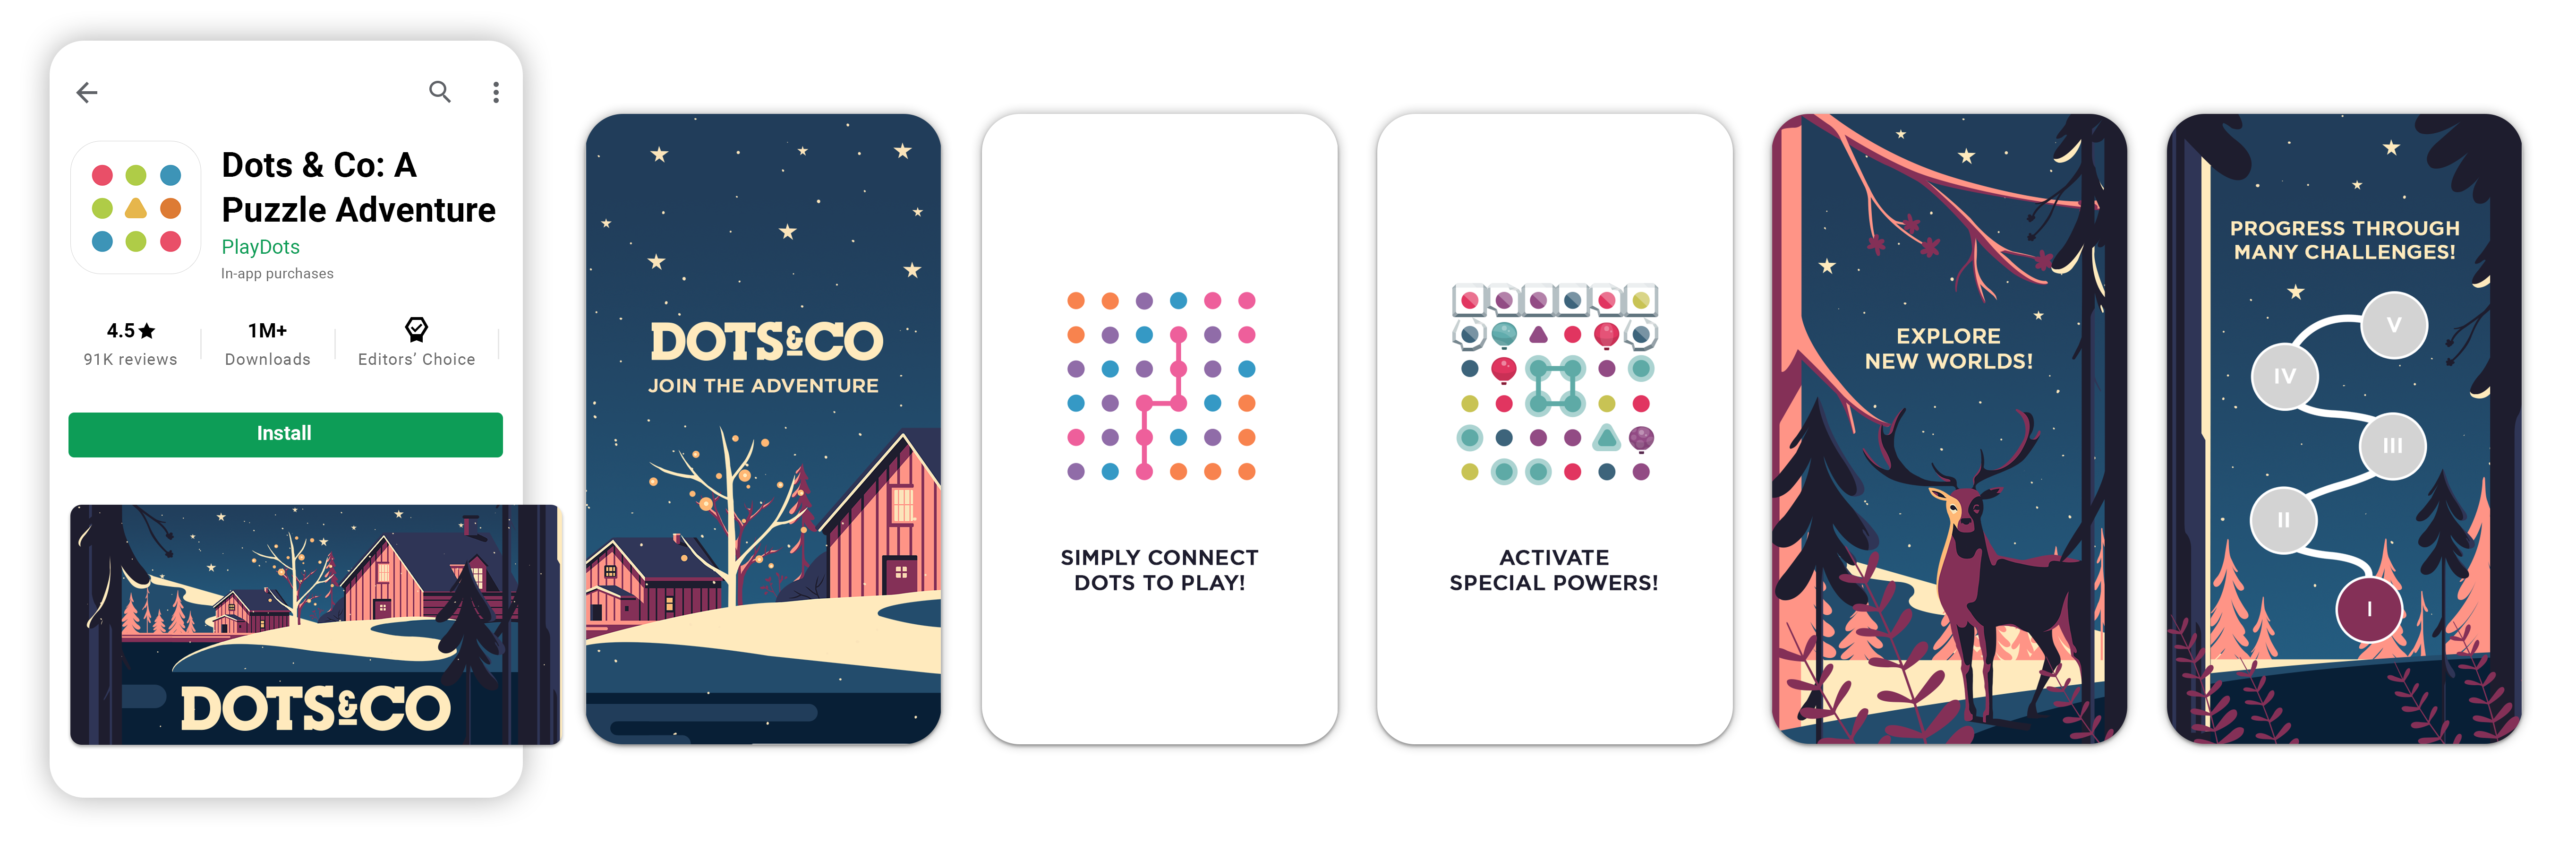 Dots & Co: A
Puzzle Adventure
PlayDots
In-app purchases
4.5★
91K reviews
1M+
Downloads
Editors’ Choice
Install
DOTS&CO
DOTS&CO
JOIN THE ADVENTURE
SIMPLY CONNECT
DOTS TO PLAY!
ACTIVATE
SPECIAL POWERS!
EXPLORE
NEW WORLDS!
PROGRESS THROUGH
MANY CHALLENGES!
V
IV
III
II
I